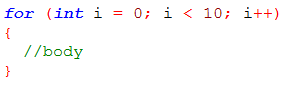 for (int i = 0; i < 10; i++)
{
  //body
}